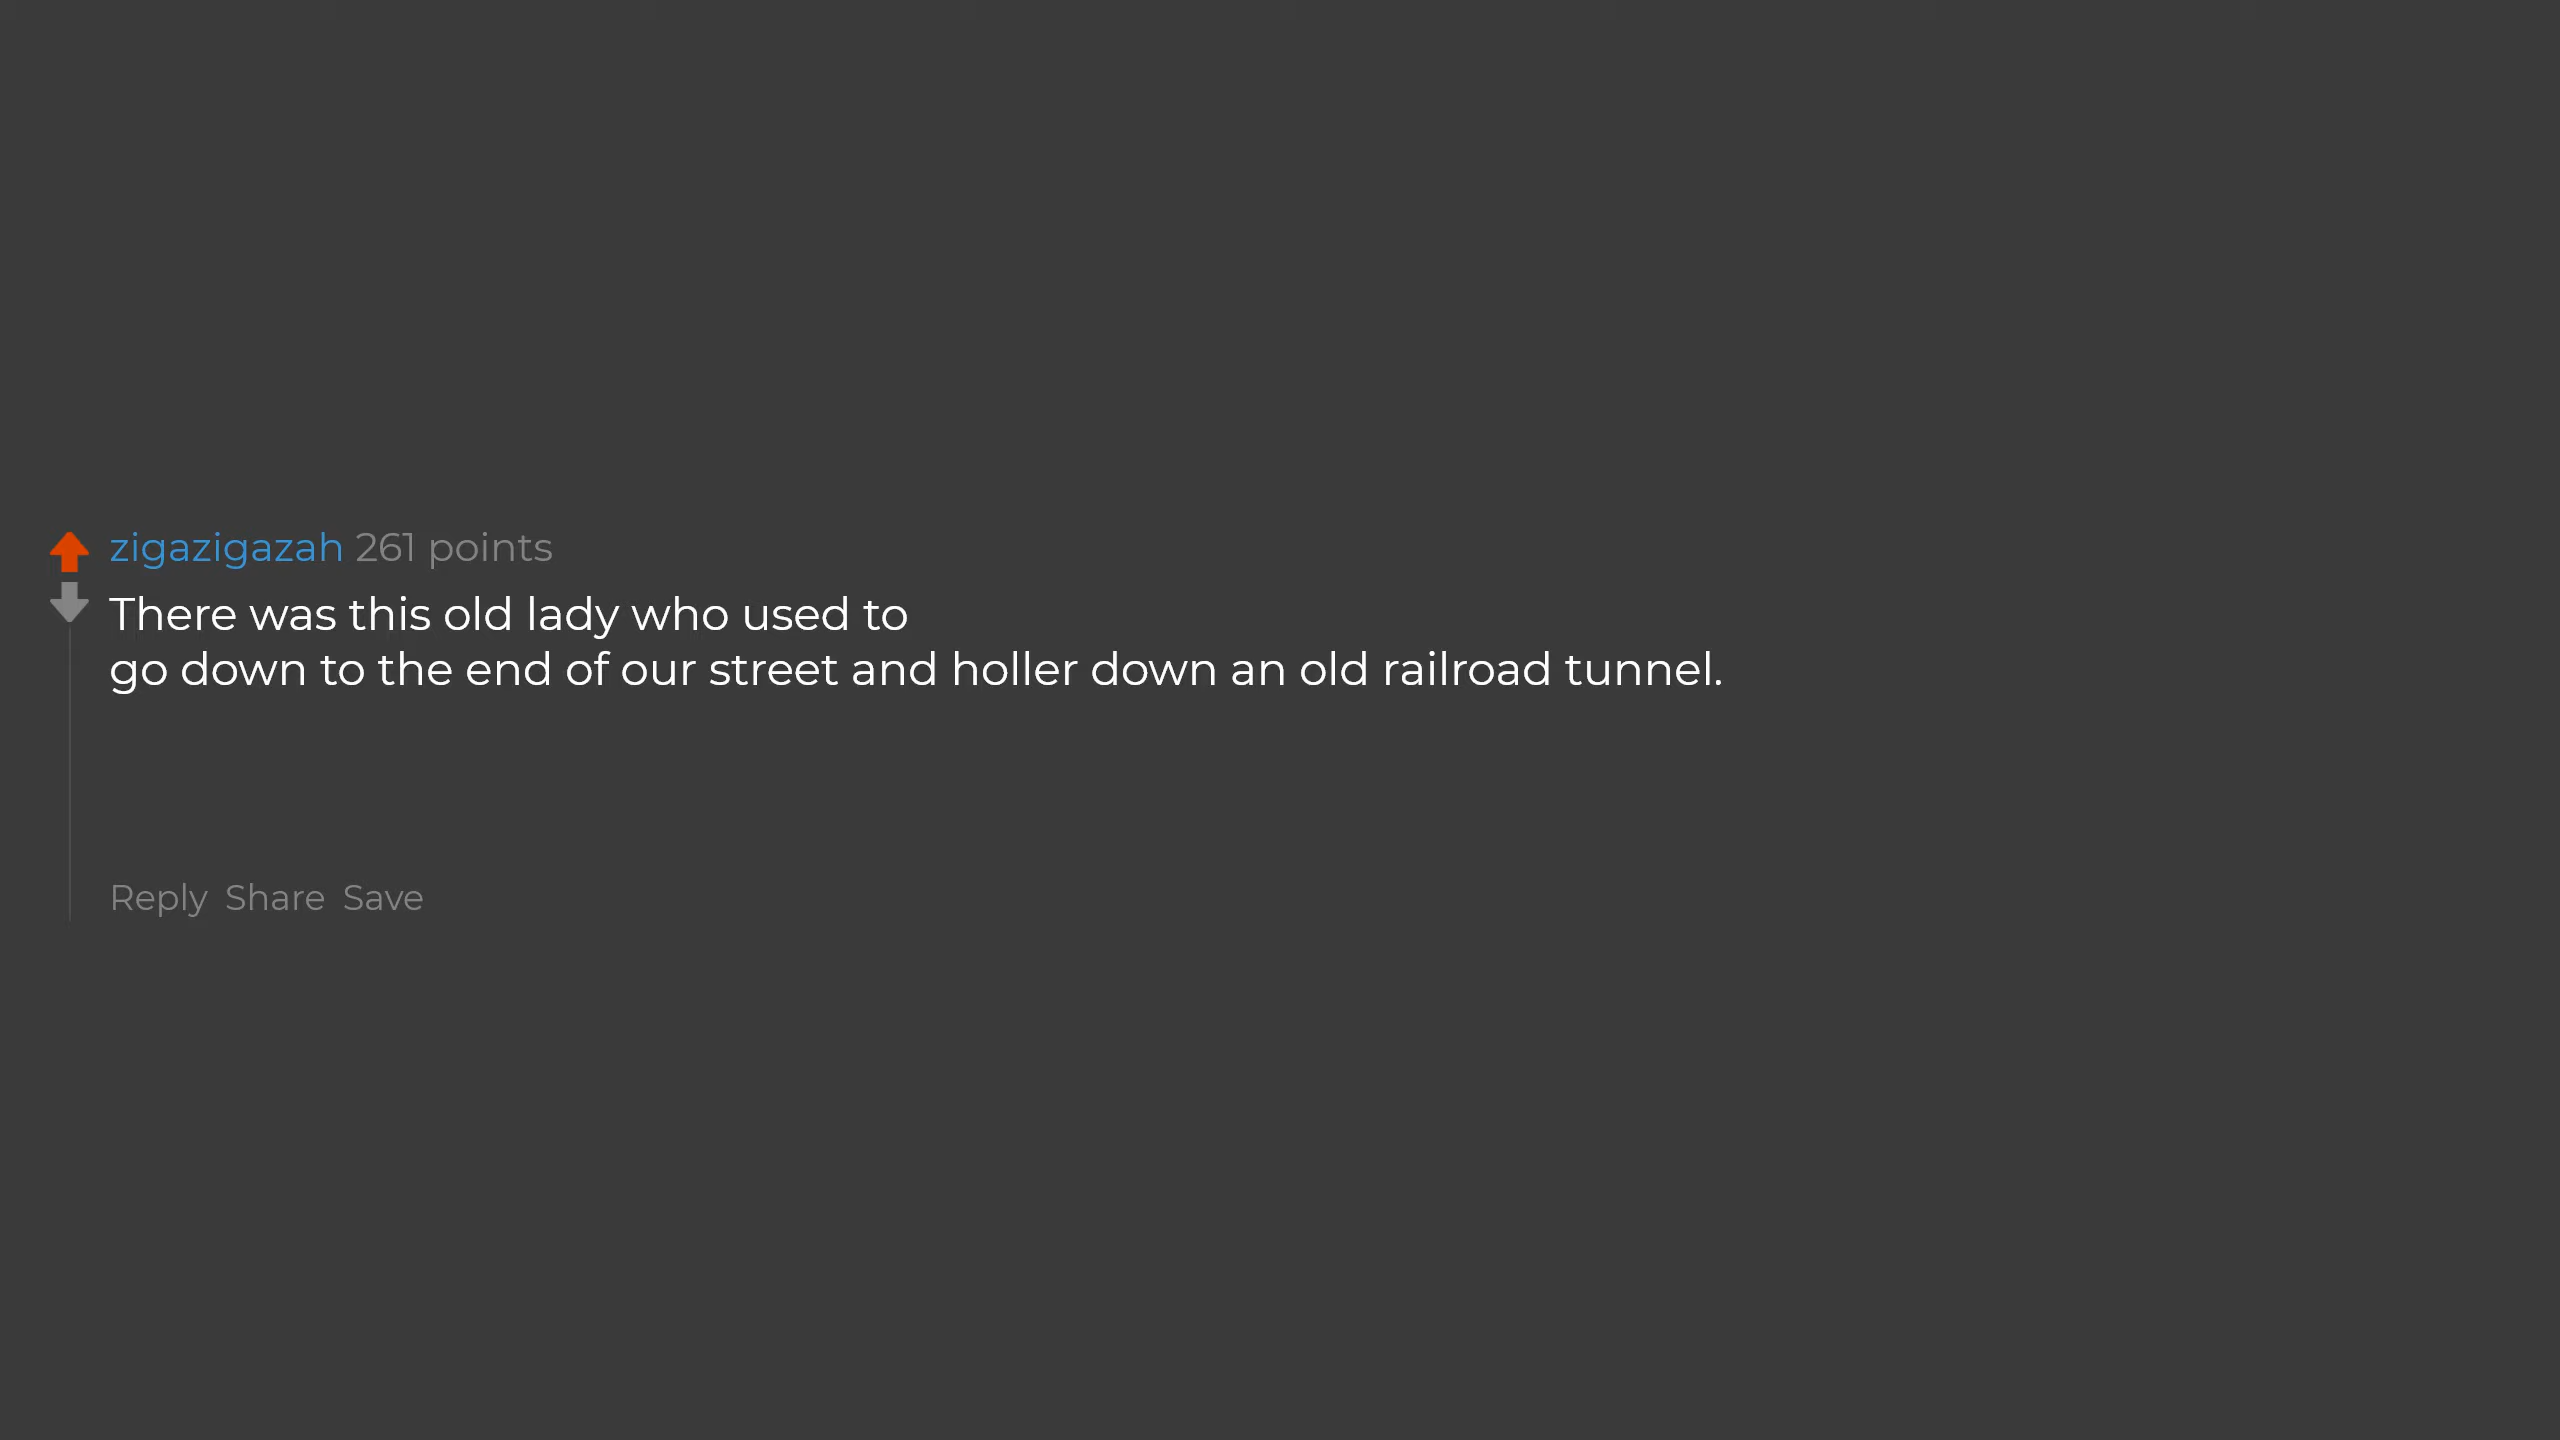 zigazigazah 261 points
There was this old lady who used to
go down to the end of our street and holler down an old railroad tunnel.
Reply Share Save